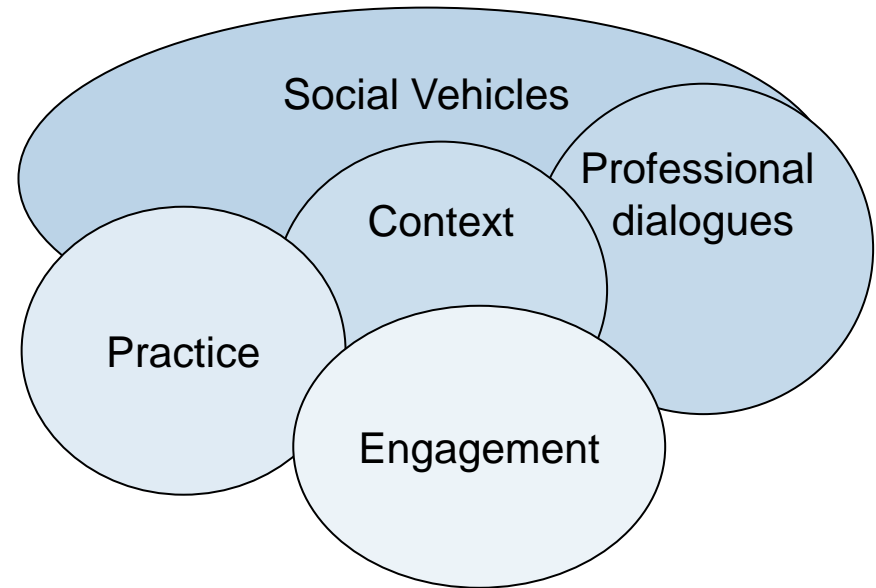 Social Vehicles
Professional
dialogues
Context
Practice
Engagement